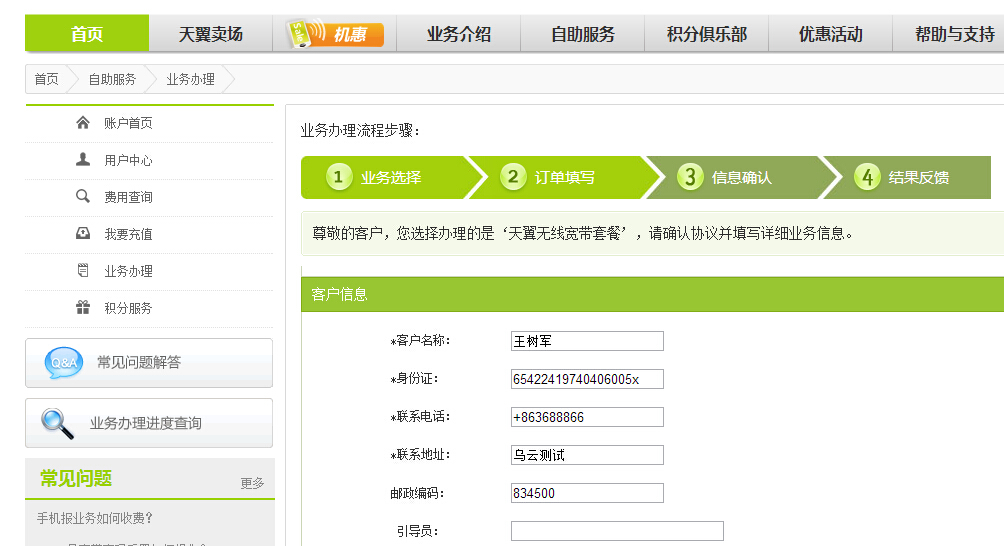 首页 天翼卖场 Sale 机惠 业务介绍 自助服务 积分俱乐部 优惠活动 帮助与支持
首页 自助服务 业务办理
账户首页
用户中心
费用查询
我要充值
业务办理
积分服务
Q&A 常见问题解答
业务办理进度查询
常见问题 更多
手机报业务如何收费?
业务办理流程步骤:
1 业务选择 2 订单填写 3 信息确认 4 结果反馈
尊敬的客户，您选择办理的是‘天翼无线宽带套餐’，请确认协议并填写详细业务信息。
客户信息
*客户名称: 王树军
*身份证: 65422419740406005x
*联系电话: +863688866
*联系地址: 乌云测试
邮政编码: 834500
引导员: